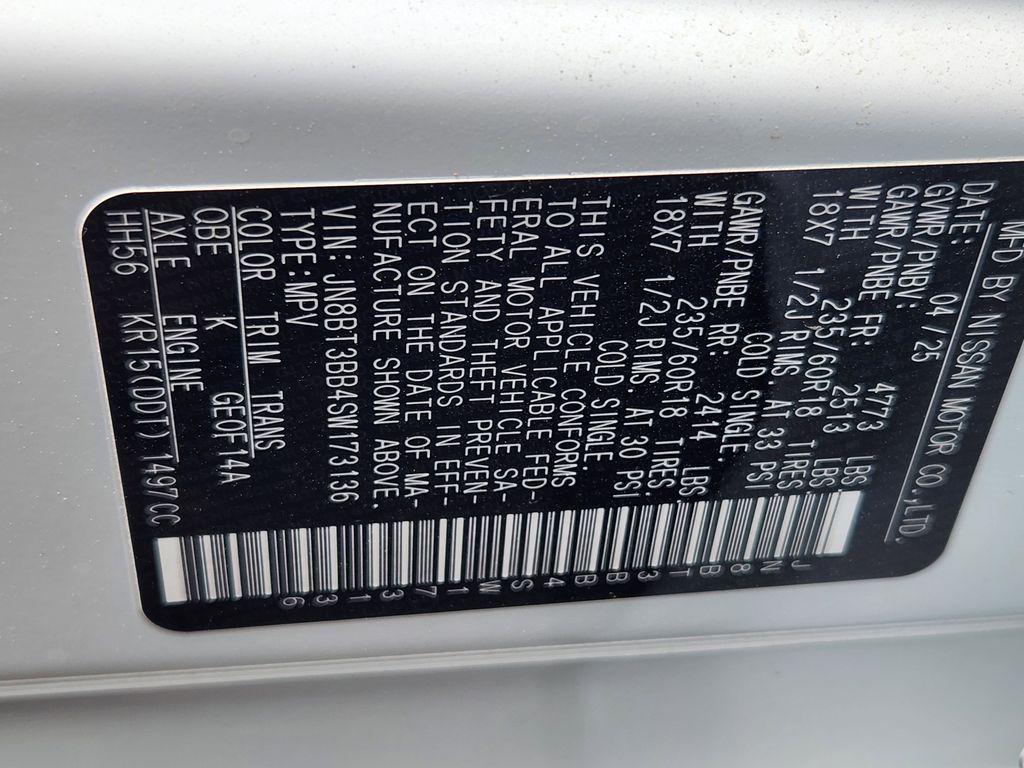 MFD BY NISSAN MOTOR CO.,LTD.
DATE: 04/25
GVWR/PNBV: 4773 LBS
GAWR/PNBE FR: 2513 LBS
WITH 235/60R18 TIRES,
18X7 1/2J RIMS. AT 33 PSI
COLD SINGLE.
GAWR/PNBE RR: 2414 LBS
WITH 235/60R18 TIRES,
18X7 1/2J RIMS. AT 30 PSI
COLD SINGLE.
THIS VEHICLE CONFORMS
TO ALL APPLICABLE FED-
ERAL MOTOR VEHICLE SA-
FETY AND THEFT PREVEN-
TION STANDARDS IN EFF-
ECT ON THE DATE OF MA-
NUFACTURE SHOWN ABOVE.
VIN: JN8BT3BB4SW173136
TYPE:MPV
COLOR TRIM TRANS
QBE K GEOF14A
AXLE ENGINE
HH56 KR15(DDT) 1497CC
JN8BT3BB4SW173136